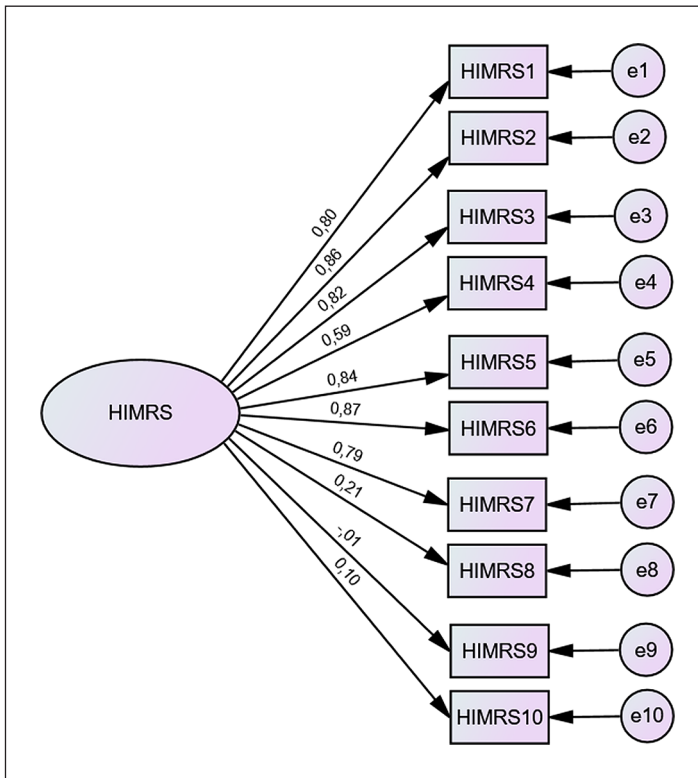 HIMRS1
e1
HIMRS2
e2
HIMRS3
e3
HIMRS4
e4
HIMRS5
e5
HIMRS6
e6
HIMRS7
e7
HIMRS8
e8
HIMRS9
e9
HIMRS10
e10
HIMRS
0,80
0,86
0,82
0,59
0,84
0,87
0,79
0,21
-,01
0,10